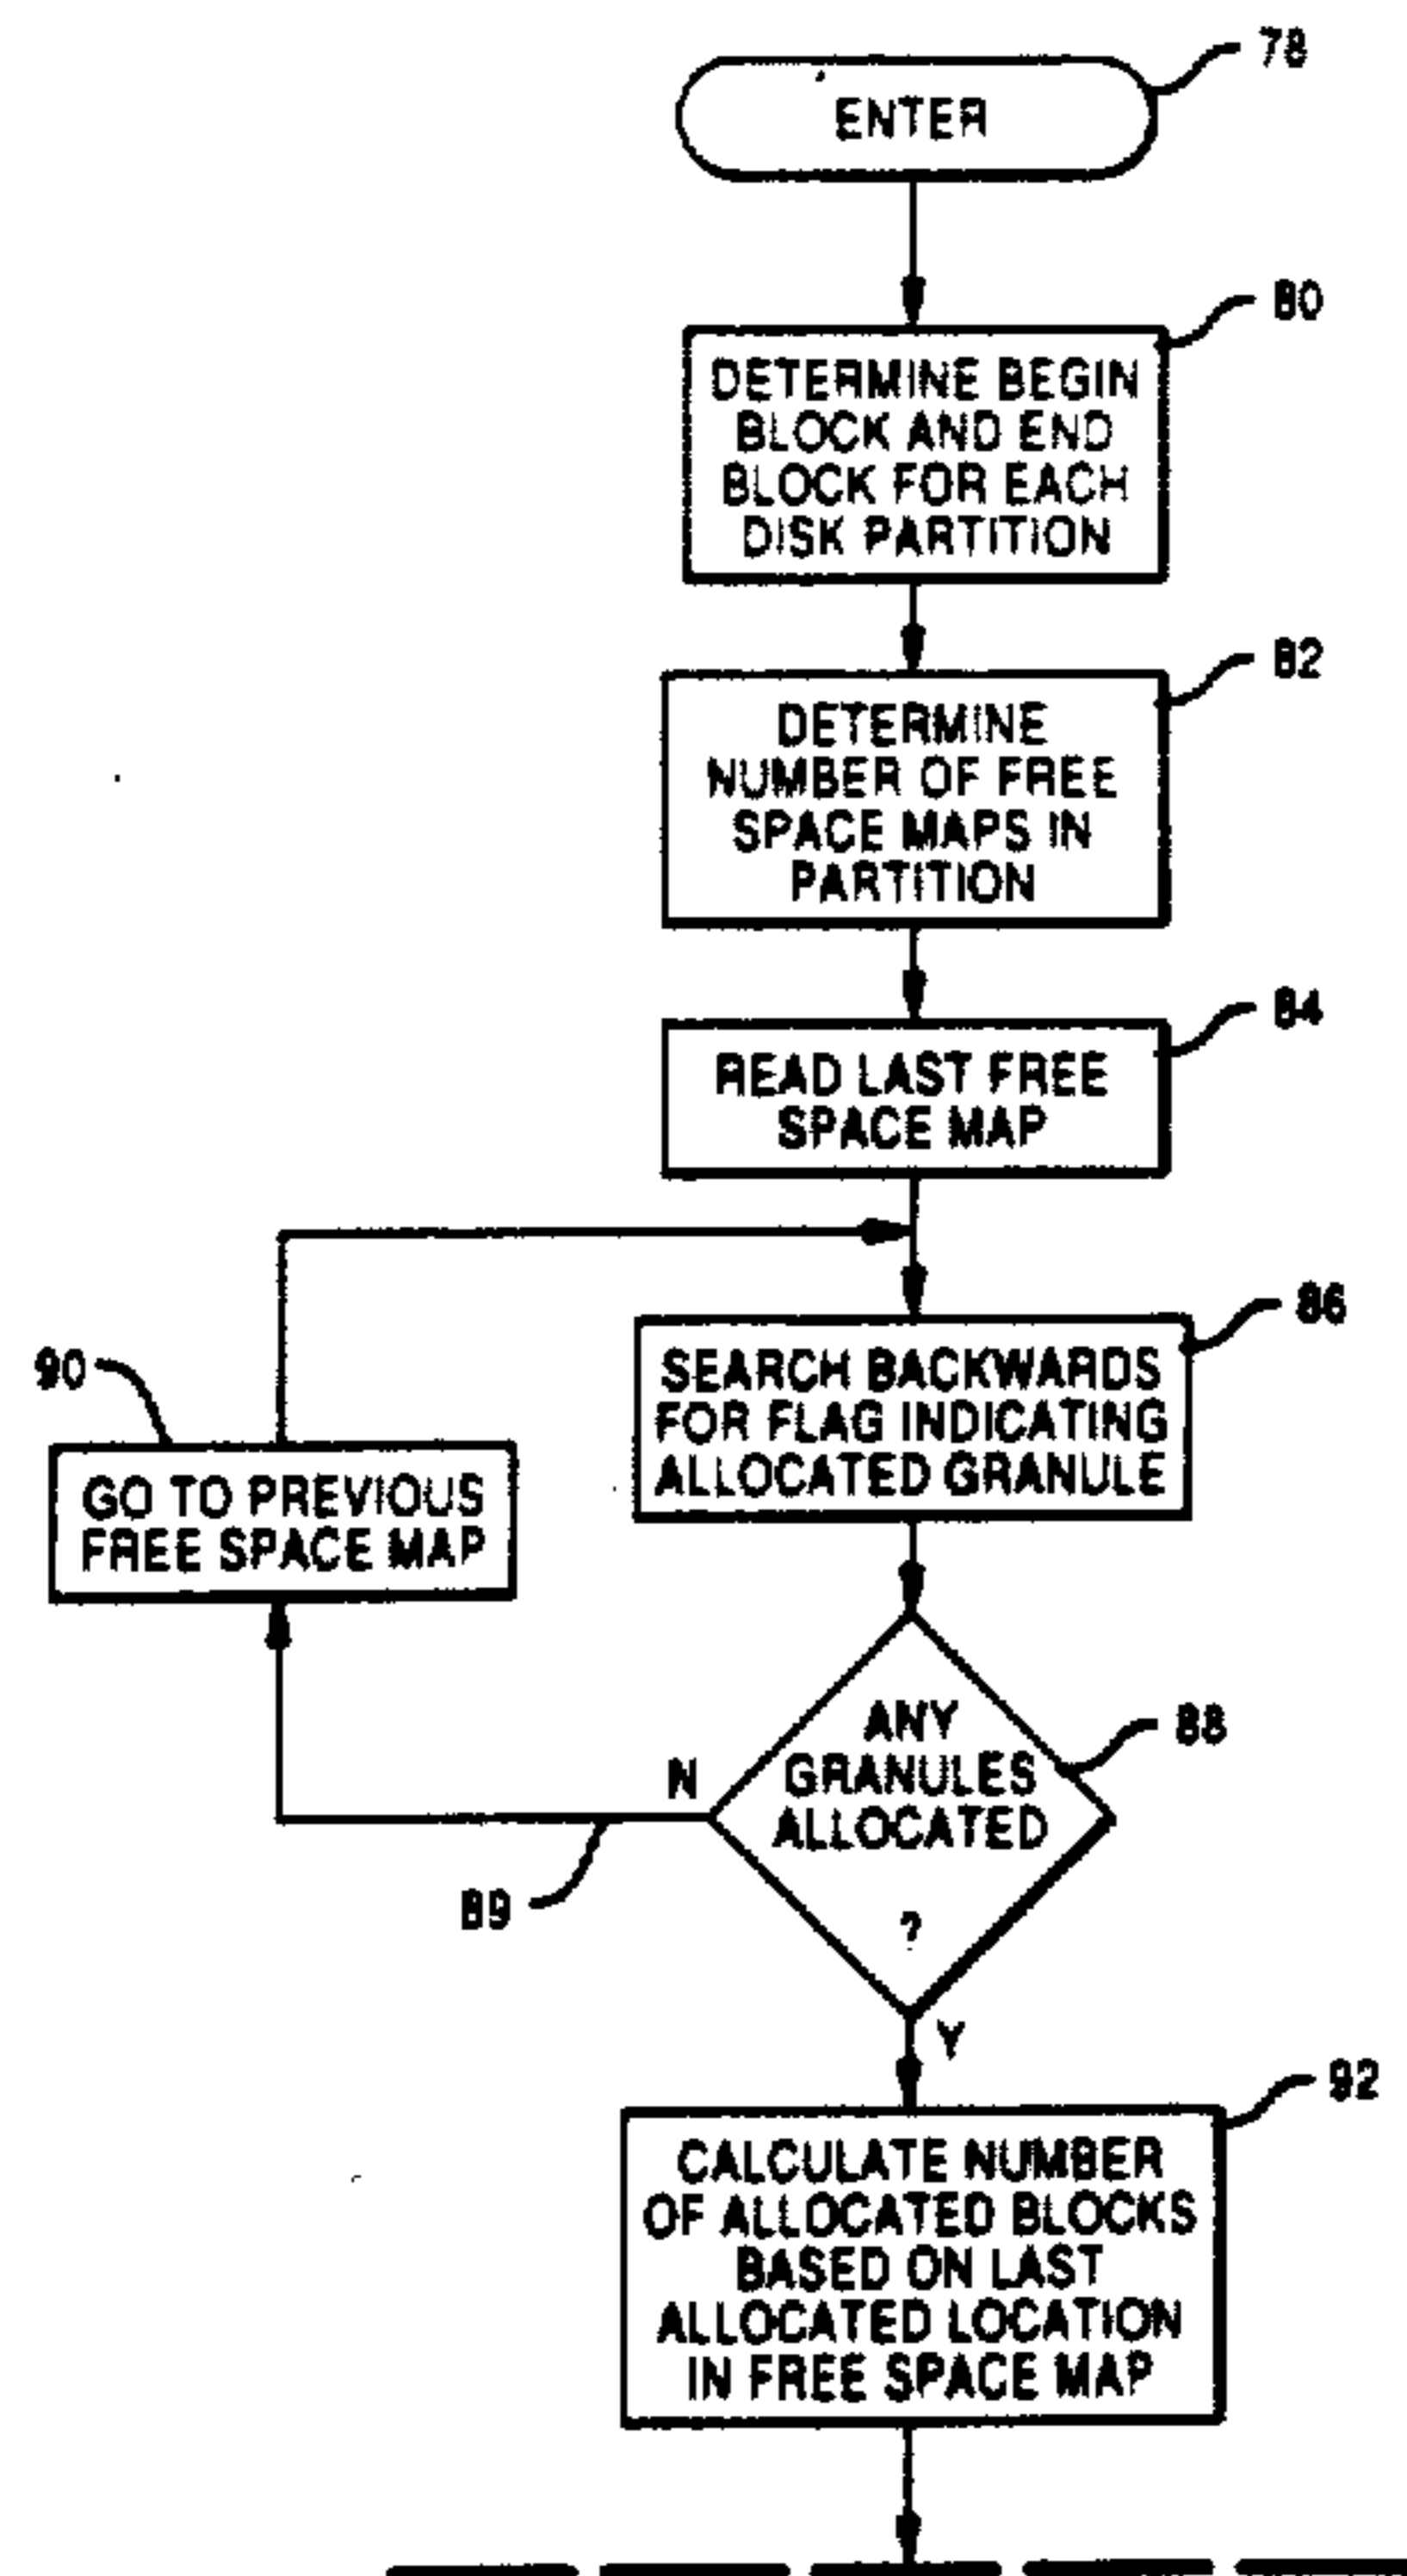 78
ENTER
80
DETERMINE BEGIN
BLOCK AND END
BLOCK FOR EACH
DISK PARTITION
82
DETERMINE
NUMBER OF FREE
SPACE MAPS IN
PARTITION
84
READ LAST FREE
SPACE MAP
86
SEARCH BACKWARDS
FOR FLAG INDICATING
ALLOCATED GRANULE
90
GO TO PREVIOUS
FREE SPACE MAP
88
ANY
GRANULES
ALLOCATED
?
N
89
Y
92
CALCULATE NUMBER
OF ALLOCATED BLOCKS
BASED ON LAST
ALLOCATED LOCATION
IN FREE SPACE MAP